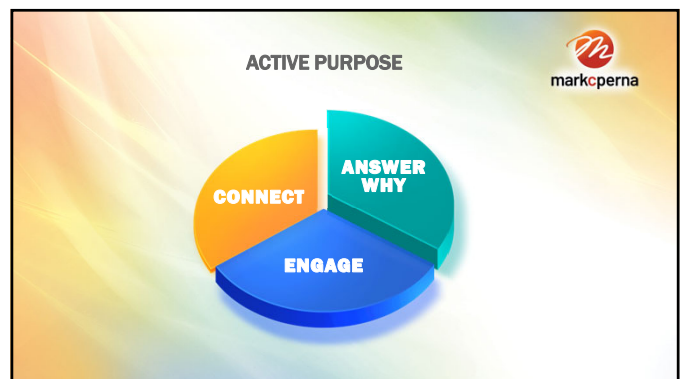 ACTIVE PURPOSE
markcperna
ANSWER
WHY
CONNECT
ENGAGE